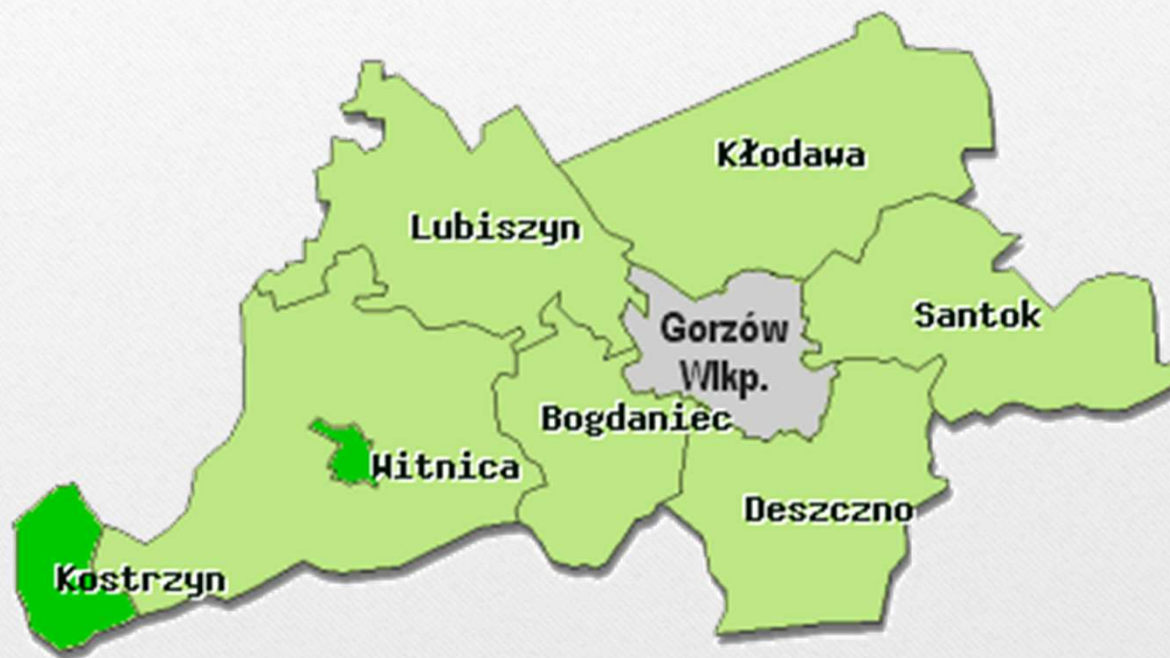 Kłodawa
Lubiszyn
Santok
Gorzów
Wlkp.
Bogdaniec
Witnica
Deszczno
Kostrzyn